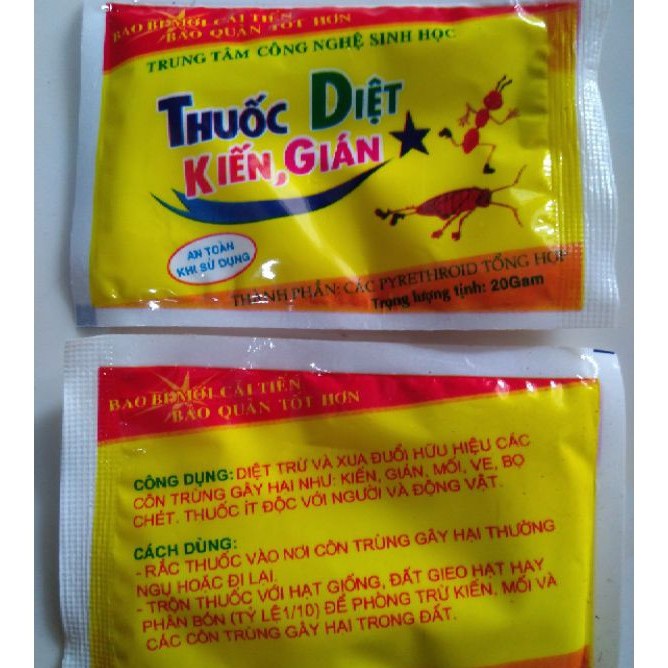 BAO BÌ MỚI CẢI TIẾN
BẢO QUẢN TỐT HƠN
TRUNG TÂM CÔNG NGHỆ SINH HỌC
THUỐC DIỆT
KIẾN, GIÁN
AN TOÀN
KHI SỬ DỤNG
THÀNH PHẦN: CÁC PYRETHROID TỔNG HỢP
Trọng lượng tịnh: 20Gam
BAO BÌ MỚI CẢI TIẾN
BẢO QUẢN TỐT HƠN
CÔNG DỤNG: DIỆT TRỪ VÀ XUA ĐUỔI HỮU HIỆU CÁC
CÔN TRÙNG GÂY HẠI NHƯ: KIẾN, GIÁN, MỐI, VE, BỌ
CHÉT. THUỐC ÍT ĐỘC VỚI NGƯỜI VÀ ĐỘNG VẬT.
CÁCH DÙNG:
-RẮC THUỐC VÀO NƠI CÔN TRÙNG GÂY HẠI THƯỜNG
NGỤ HOẶC ĐI LẠI.
-TRỘN THUỐC VỚI HẠT GIỐNG, ĐẤT GIEO HẠT HAY
PHÂN BÓN (TỶ LỆ1/10) ĐỂ PHÒNG TRỪ KIẾN, MỐI VÀ
CÁC CÔN TRÙNG GÂY HẠI TRONG ĐẤT.